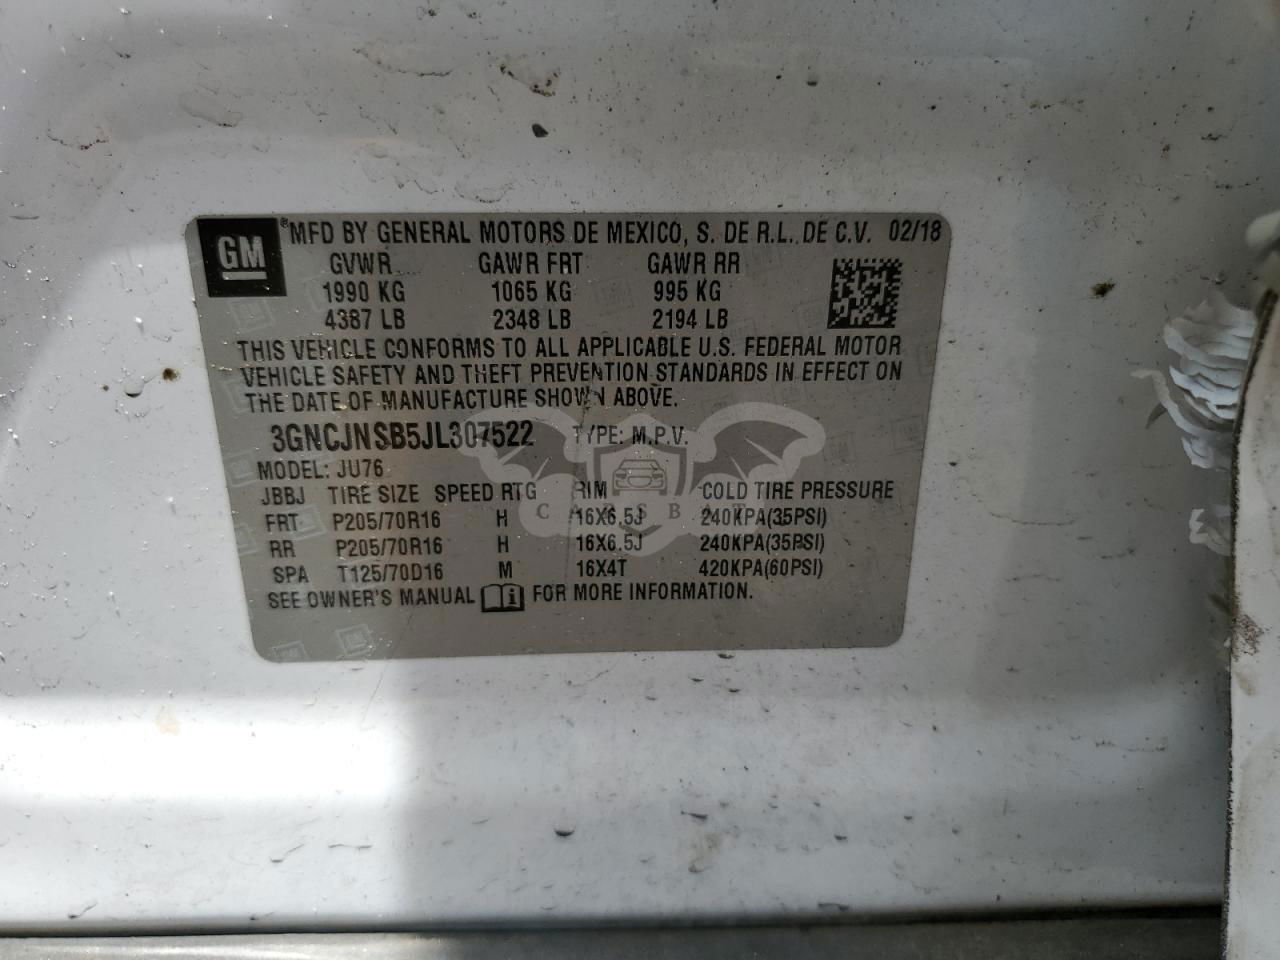 GM
®MFD BY GENERAL MOTORS DE MEXICO, S. DE R.L. DE C.V. 02/18
GVWR GAWR FRT GAWR RR
1990 KG 1065 KG 995 KG
4387 LB 2348 LB 2194 LB
THIS VEHICLE CONFORMS TO ALL APPLICABLE U.S. FEDERAL MOTOR
VEHICLE SAFETY AND THEFT PREVENTION STANDARDS IN EFFECT ON
THE DATE OF MANUFACTURE SHOWN ABOVE.
3GNCJNSB5JL307522 TYPE: M.P.V.
MODEL: JU76
JBBJ TIRE SIZE SPEED RTG RIM COLD TIRE PRESSURE
FRT P205/70R16 H 16X6.5J 240KPA(35PSI)
CARSBAT
RR P205/70R16 H 16X6.5J 240KPA(35PSI)
SPA T125/70D16 M 16X4T 420KPA(60PSI)
SEE OWNER'S MANUAL i FOR MORE INFORMATION.